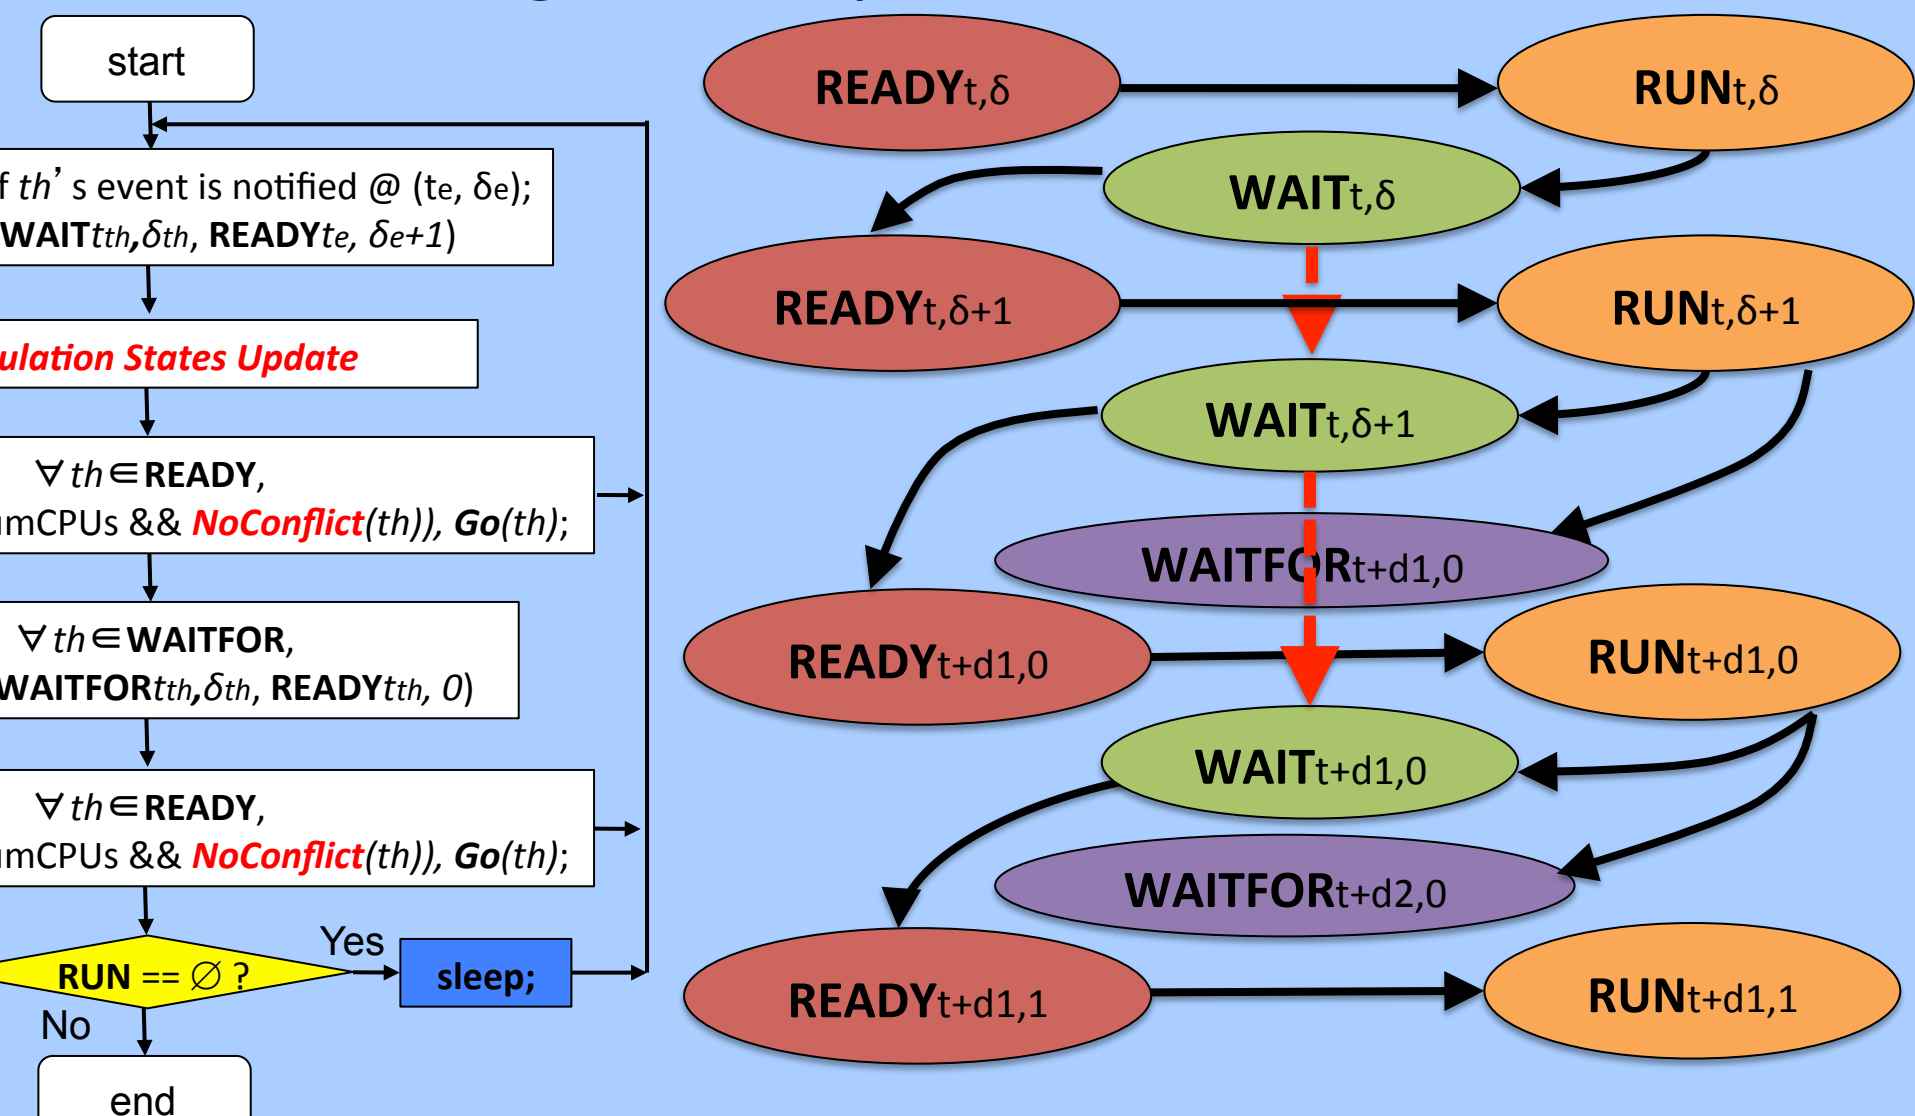 start
f th’ s event is notified @ (te, δe);
WAITtth,δth, READYte, δe+1)
ulation States Update
∀ th ∈ READY,
umCPUs && NoConflict(th)), Go(th);
∀ th ∈ WAITFOR,
WAITFORtth,δth, READYtth, 0)
∀ th ∈ READY,
umCPUs && NoConflict(th)), Go(th);
RUN == ∅ ?
Yes
sleep;
No
end
READYt,δ
RUNt,δ
WAITt,δ
READYt,δ+1
RUNt,δ+1
WAITt,δ+1
WAITFORt+d1,0
READYt+d1,0
RUNt+d1,0
WAITt+d1,0
WAITFORt+d2,0
READYt+d1,1
RUNt+d1,1